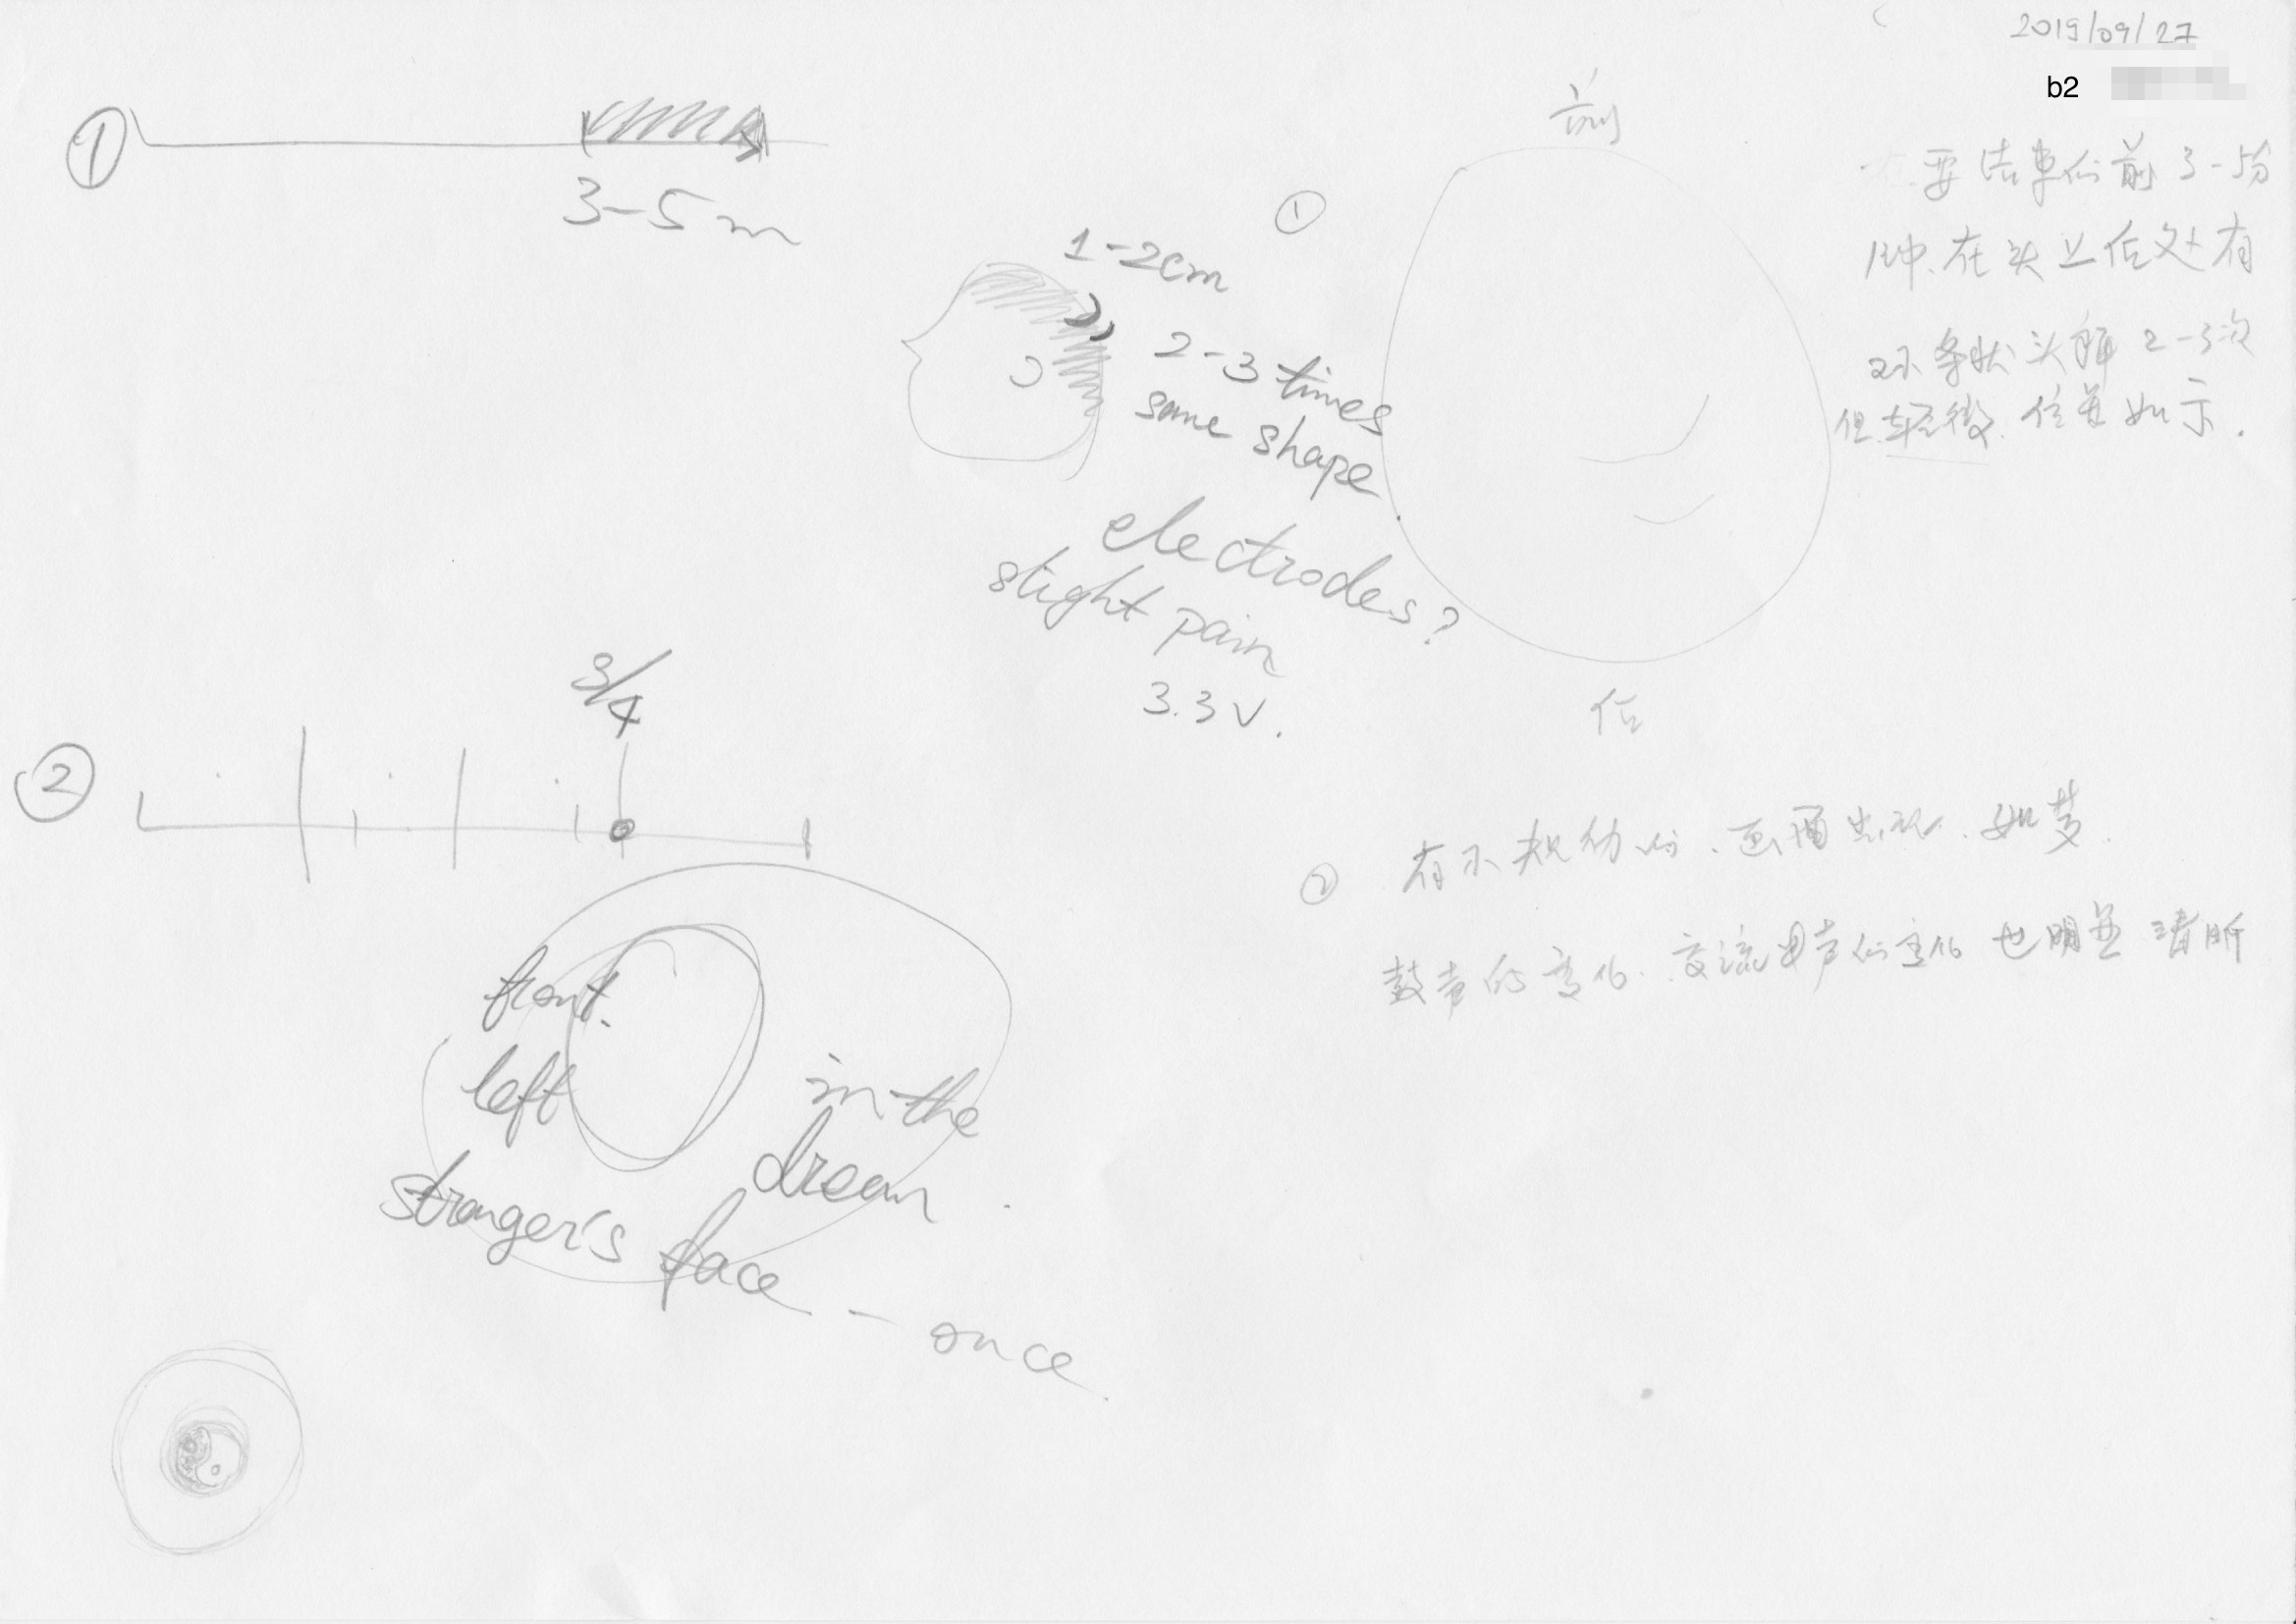 2019/09/27
b2
①
3-5m
1-2cm
2-3 times
same shape
electrodes?
slight pain
3.3V.
①
前
后
要结束的前3-5分
钟.在头上后处有
2个条状头痛2-3次
但轻微.位置如示.
②
3/4
front.
left
in the
dream.
stranger's face - once.
② 有不规则的.画面出现.如梦.
鼓声的变化.交流电声的变化也明显清晰